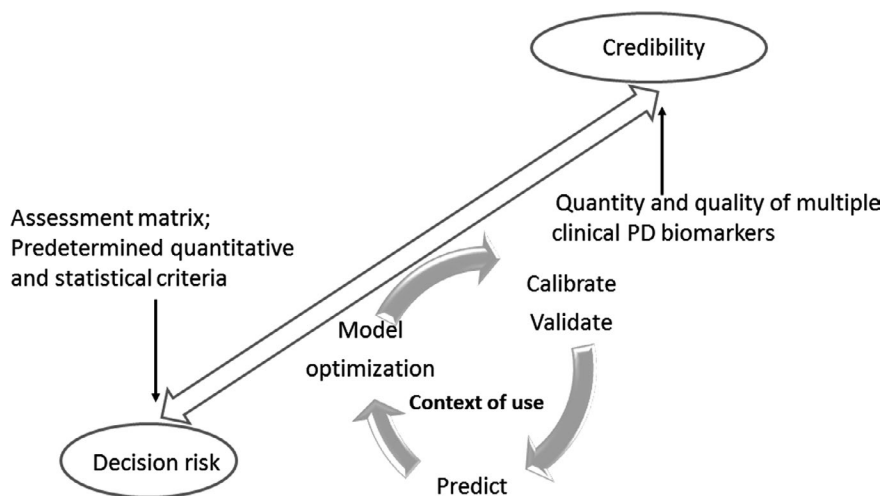 Credibility
Quantity and quality of multiple
clinical PD biomarkers
Assessment matrix;
Predetermined quantitative
and statistical criteria
Calibrate
Validate
Model
optimization
Context of use
Decision risk
Predict